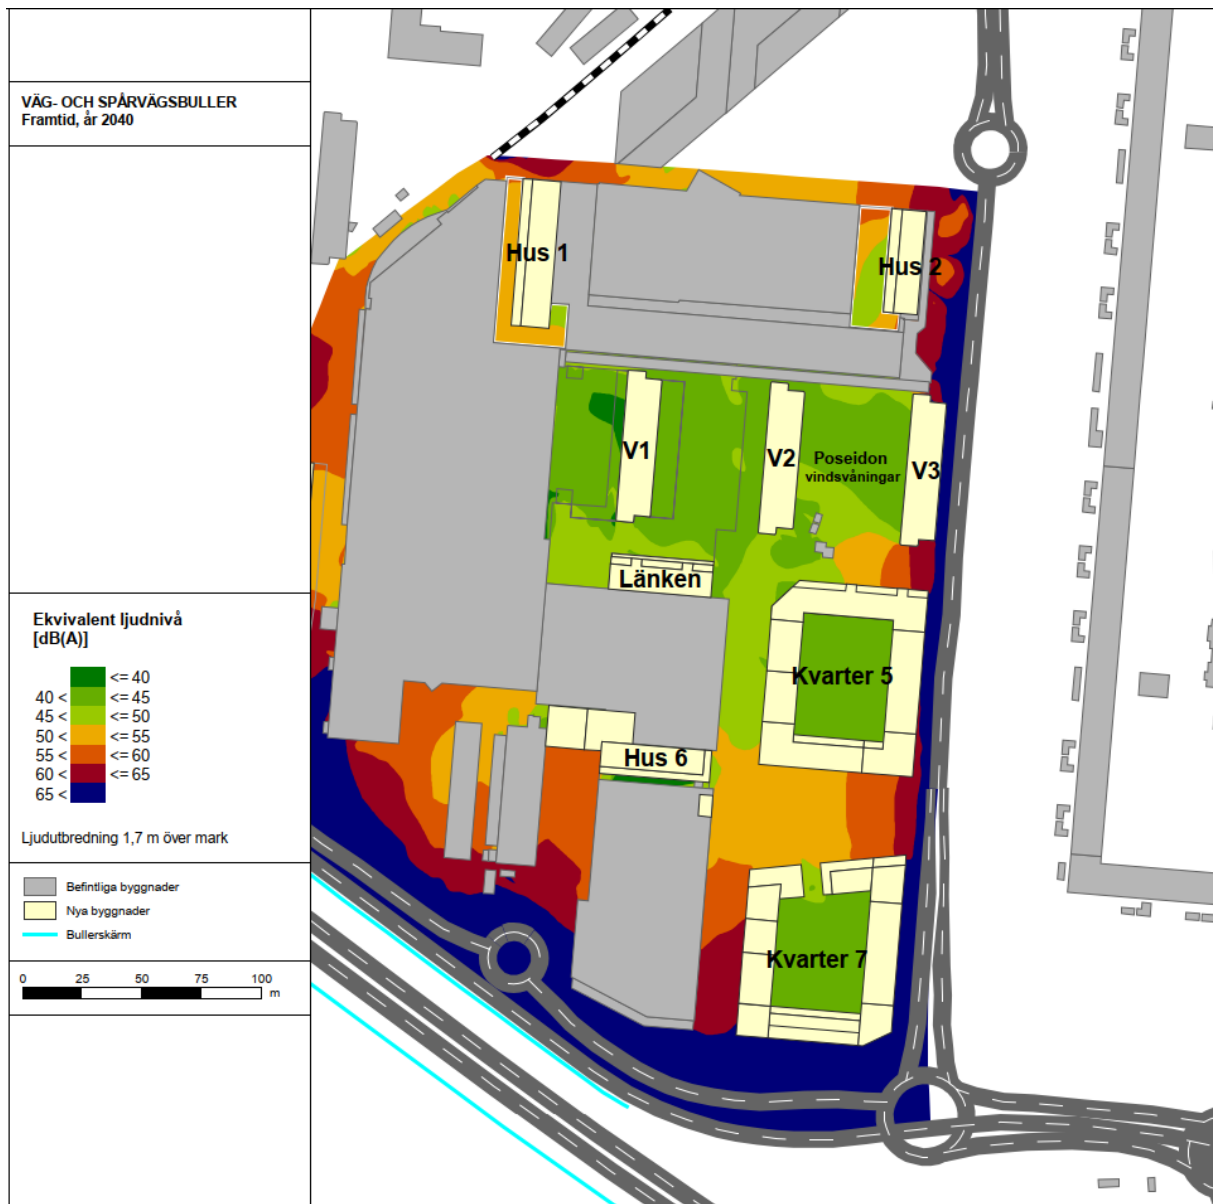 VÄG- OCH SPÅRVÄGSBULLER
Framtid, år 2040
Ekvivalent ljudnivå
[dB(A)]
<= 40
40 < <= 45
45 < <= 50
50 < <= 55
55 < <= 60
60 < <= 65
65 <
Ljudutbredning 1,7 m över mark
Befintliga byggnader
Nya byggnader
Bullerskärm
0 25 50 75 100
m
Hus 1
Hus 2
V1
V2
Poseidon
vindsvåningar
V3
Länken
Kvarter 5
Hus 6
Kvarter 7